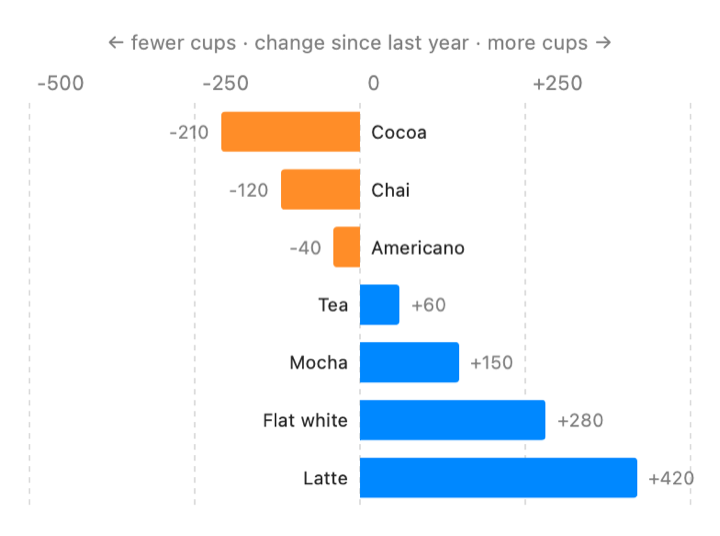 ← fewer cups · change since last year · more cups →
-500 -250 0 +250
-210 Cocoa
-120 Chai
-40 Americano
Tea +60
Mocha +150
Flat white +280
Latte +420